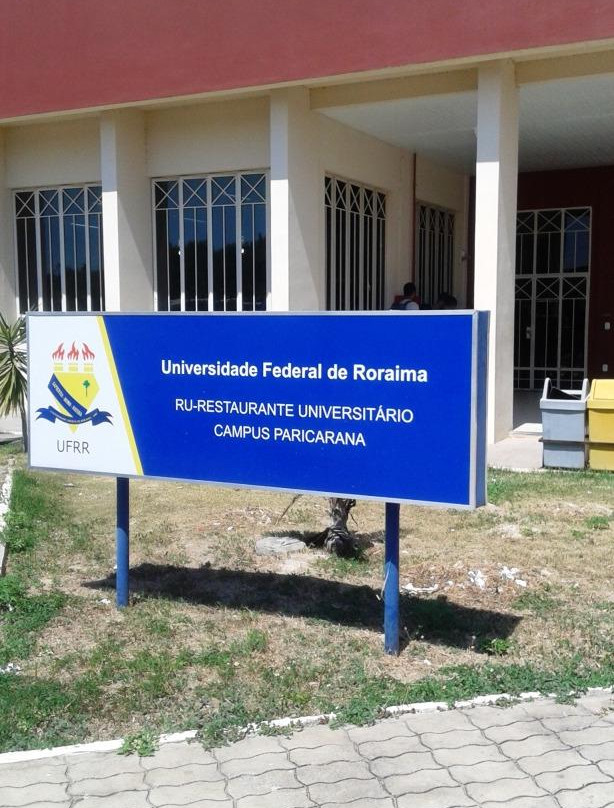 Universidade Federal de Roraima
RU-RESTAURANTE UNIVERSITÁRIO
CAMPUS PARICARANA
UFRR